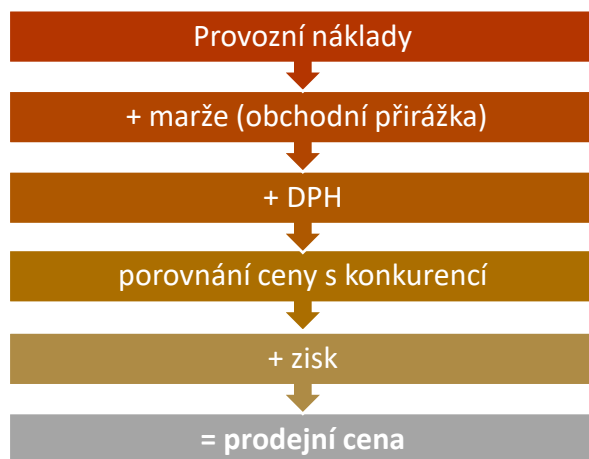 Provozní náklady
+ marže (obchodní přirážka)
+ DPH
porovnání ceny s konkurencí
+ zisk
= prodejní cena